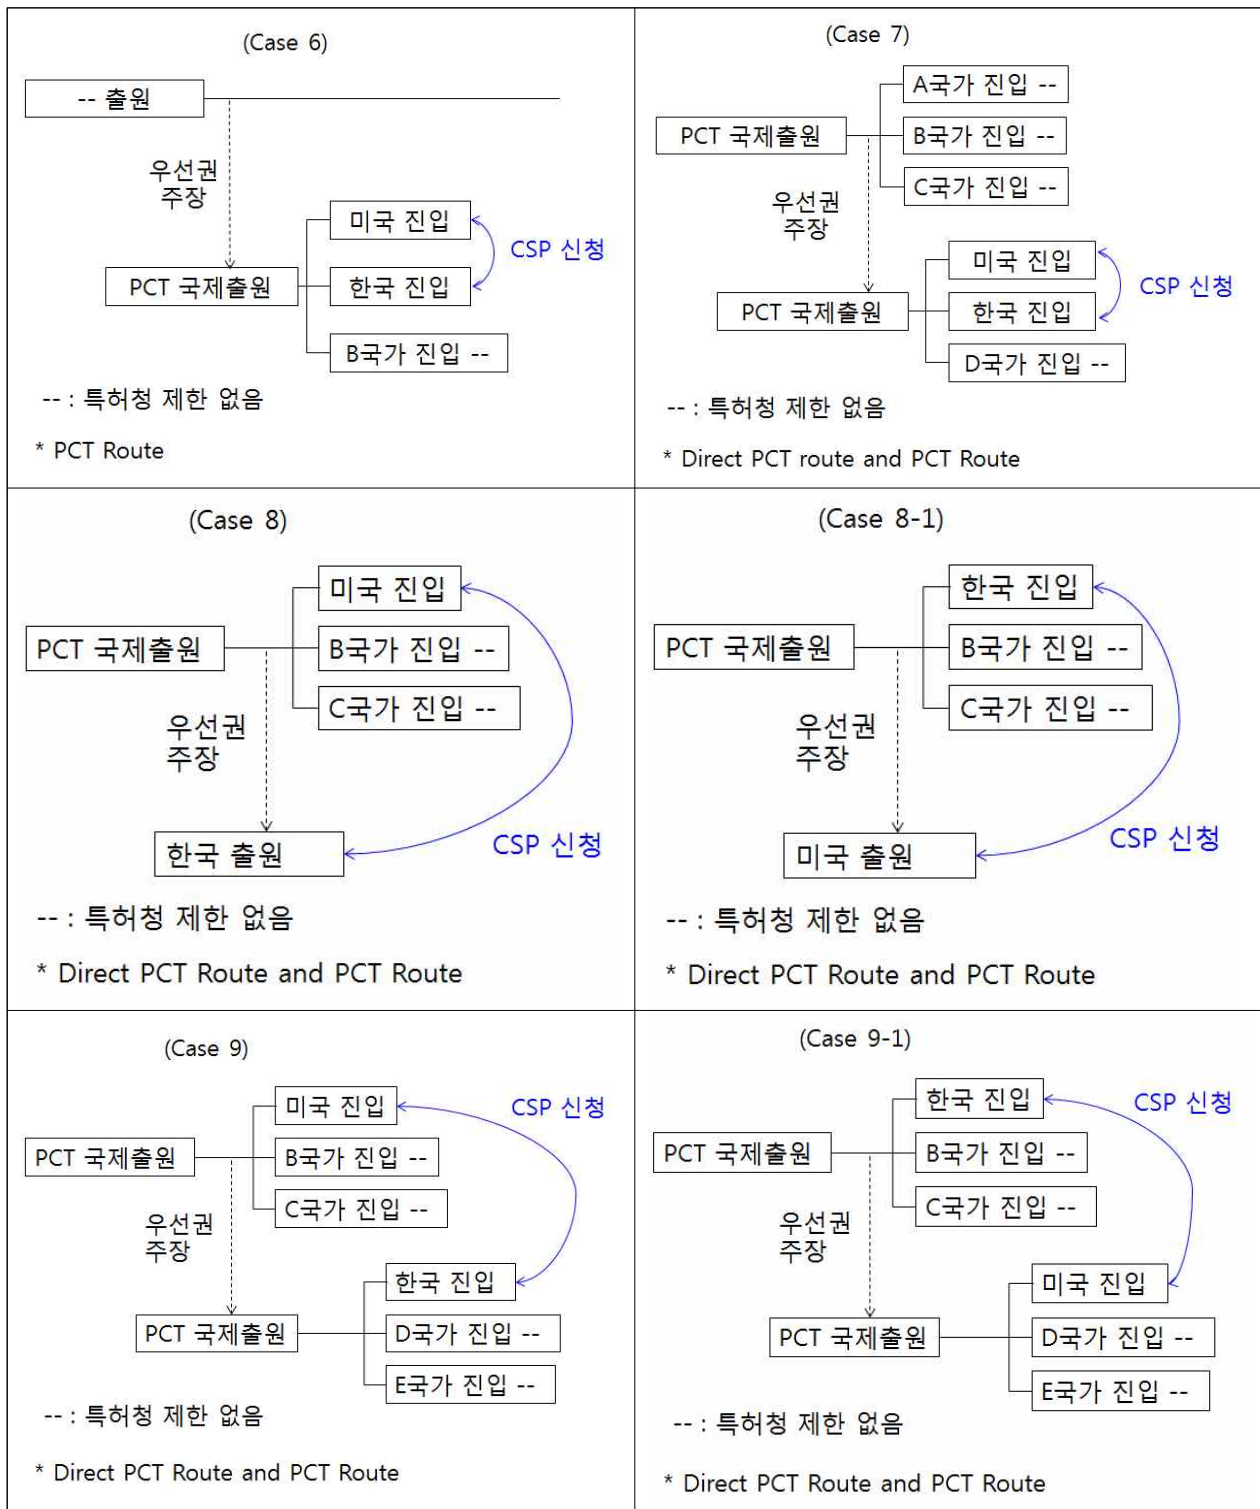 (Case 6)
-- 출원
우선권
주장
미국 진입
CSP 신청
PCT 국제출원
한국 진입
B국가 진입 --
-- : 특허청 제한 없음
* PCT Route
(Case 7)
A국가 진입 --
PCT 국제출원
B국가 진입 --
C국가 진입 --
우선권
주장
미국 진입
CSP 신청
PCT 국제출원
한국 진입
D국가 진입 --
-- : 특허청 제한 없음
* Direct PCT route and PCT Route
(Case 8)
미국 진입
PCT 국제출원
B국가 진입 --
C국가 진입 --
우선권
주장
한국 출원
CSP 신청
-- : 특허청 제한 없음
* Direct PCT Route and PCT Route
(Case 8-1)
한국 진입
PCT 국제출원
B국가 진입 --
C국가 진입 --
우선권
주장
미국 출원
CSP 신청
-- : 특허청 제한 없음
* Direct PCT Route and PCT Route
(Case 9)
미국 진입
CSP 신청
PCT 국제출원
B국가 진입 --
C국가 진입 --
우선권
주장
한국 진입
PCT 국제출원
D국가 진입 --
E국가 진입 --
-- : 특허청 제한 없음
* Direct PCT Route and PCT Route
(Case 9-1)
한국 진입
CSP 신청
PCT 국제출원
B국가 진입 --
C국가 진입 --
우선권
주장
미국 진입
PCT 국제출원
D국가 진입 --
E국가 진입 --
-- : 특허청 제한 없음
* Direct PCT Route and PCT Route